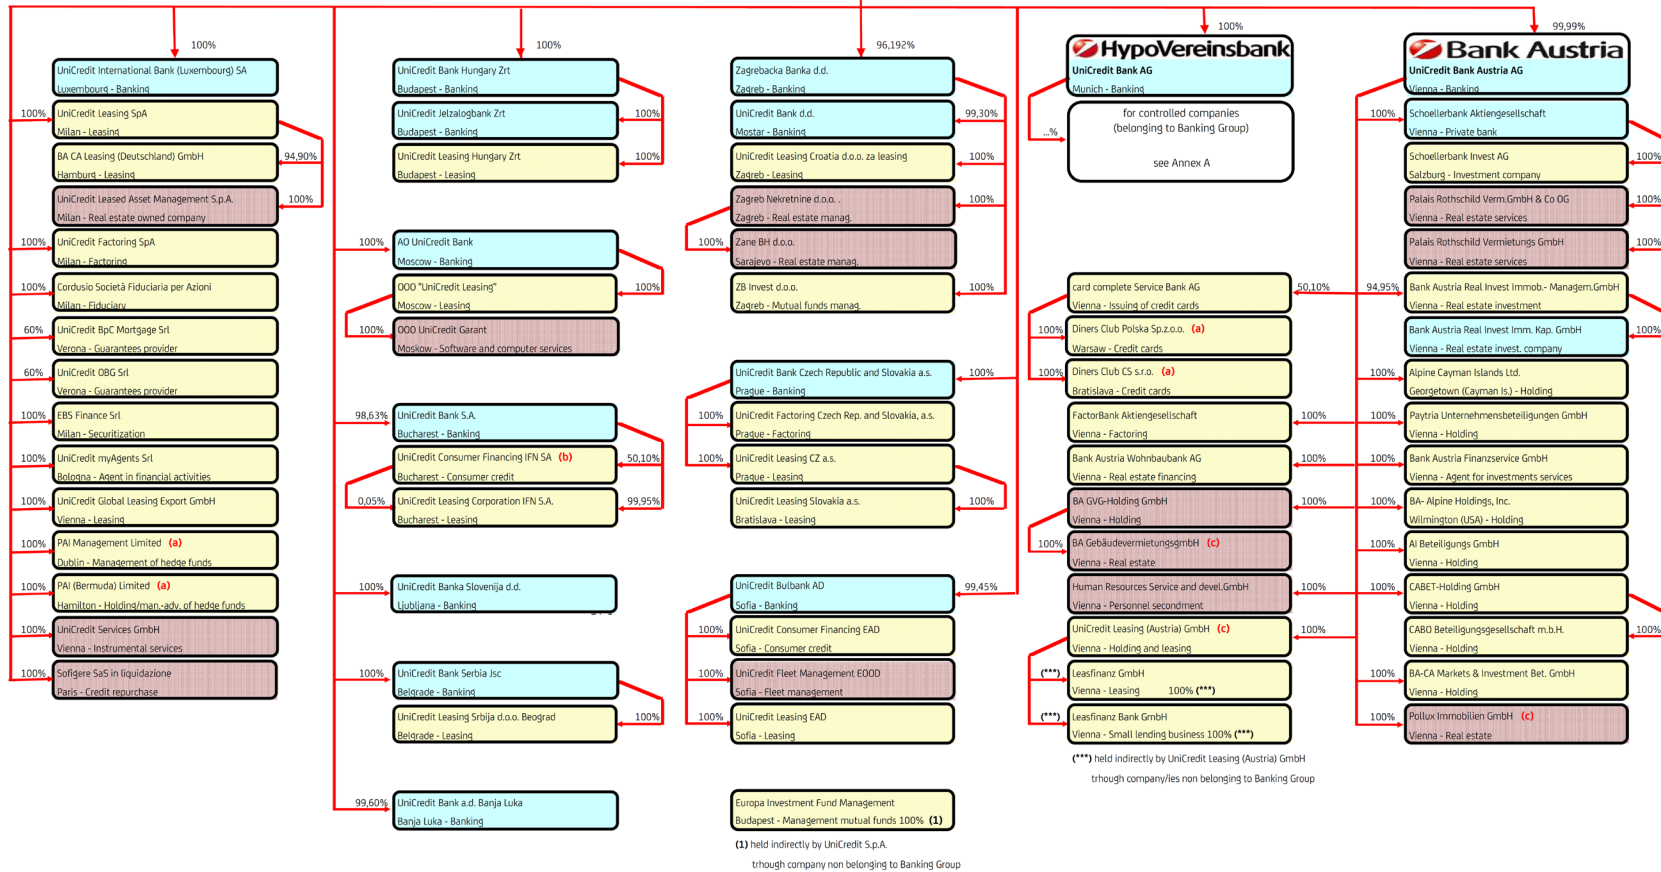 100%
UniCredit International Bank (Luxembourg) SA
Luxembourg - Banking
100%
UniCredit Leasing SpA
Milan - Leasing
94,90%
BA CA Leasing (Deutschland) GmbH
Hamburg - Leasing
100%
UniCredit Leased Asset Management S.p.A.
Milan - Real estate owned company
100%
UniCredit Factoring SpA
Milan - Factoring
100%
Cordusio Società Fiduciaria per Azioni
Milan - Fiduciary
60%
UniCredit BpC Mortgage Srl
Verona - Guarantees provider
60%
UniCredit OBG Srl
Verona - Guarantees provider
100%
EBS Finance Srl
Milan - Securitization
100%
UniCredit myAgents Srl
Bologna - Agent in financial activities
100%
UniCredit Global Leasing Export GmbH
Vienna - Leasing
100%
PAI Management Limited (a)
Dublin - Management of hedge funds
100%
PAI (Bermuda) Limited (a)
Hamilton - Holding/man.-adv. of hedge funds
100%
UniCredit Services GmbH
Vienna - Instrumental services
100%
Sofigere SaS in liquidazione
Paris - Credit repurchase
100%
UniCredit Bank Hungary Zrt
Budapest - Banking
UniCredit Jelzalogbank Zrt
100%
Budapest - Banking
UniCredit Leasing Hungary Zrt
100%
Budapest - Leasing
100%
AO UniCredit Bank
Moscow - Banking
OOO "UniCredit Leasing"
100%
Moscow - Leasing
100%
OOO UniCredit Garant
Moskow - Software and computer services
98,63%
UniCredit Bank S.A.
Bucharest - Banking
UniCredit Consumer Financing IFN SA (b)
50,10%
Bucharest - Consumer credit
0,05%
UniCredit Leasing Corporation IFN S.A.
99,95%
Bucharest - Leasing
100%
UniCredit Banka Slovenija d.d.
Ljubljana - Banking
100%
UniCredit Bank Serbia Jsc
Belgrade - Banking
UniCredit Leasing Srbija d.o.o. Beograd
100%
Belgrade - Leasing
99,60%
UniCredit Bank a.d. Banja Luka
Banja Luka - Banking
96,192%
Zagrebacka Banka d.d.
Zagreb - Banking
UniCredit Bank d.d.
99,30%
Mostar - Banking
UniCredit Leasing Croatia d.o.o. za leasing
100%
Zagreb - Leasing
Zagreb Nekretnine d.o.o. .
100%
Zagreb - Real estate manag.
100%
Zane BH d.o.o.
Sarajevo - Real estate manag.
ZB Invest d.o.o.
100%
Zagreb - Mutual funds manag.
UniCredit Bank Czech Republic and Slovakia a.s.
100%
Prague - Banking
100%
UniCredit Factoring Czech Rep. and Slovakia, a.s.
Prague - Factoring
100%
UniCredit Leasing CZ a.s.
Prague - Leasing
UniCredit Leasing Slovakia a.s.
100%
Bratislava - Leasing
UniCredit Bulbank AD
99,45%
Sofia - Banking
100%
UniCredit Consumer Financing EAD
Sofia - Consumer credit
100%
UniCredit Fleet Management EOOD
Sofia - Fleet management
100%
UniCredit Leasing EAD
Sofia - Leasing
Europa Investment Fund Management
Budapest - Management mutual funds 100% (1)
(1) held indirectly by UniCredit S.p.A.
trhough company non belonging to Banking Group
100%
HypoVereinsbank
UniCredit Bank AG
Munich - Banking
...%
for controlled companies
(belonging to Banking Group)
see Annex A
card complete Service Bank AG
50,10%
Vienna - Issuing of credit cards
100%
Diners Club Polska Sp.z.o.o. (a)
Warsaw - Credit cards
100%
Diners Club CS s.r.o. (a)
Bratislava - Credit cards
FactorBank Aktiengesellschaft
100%
Vienna - Factoring
Bank Austria Wohnbaubank AG
100%
Vienna - Real estate financing
BA GVG-Holding GmbH
100%
Vienna - Holding
100%
BA GebäudevermietungsgmbH (c)
Vienna - Real estate
Human Resources Service and devel.GmbH
100%
Vienna - Personnel secondment
UniCredit Leasing (Austria) GmbH (c)
100%
Vienna - Holding and leasing
(***)
Leasfinanz GmbH
Vienna - Leasing 100% (***)
(***)
Leasfinanz Bank GmbH
Vienna - Small lending business 100% (***)
(***) held indirectly by UniCredit Leasing (Austria) GmbH
trhough company/ies non belonging to Banking Group
99,99%
Bank Austria
UniCredit Bank Austria AG
Vienna - Banking
100%
Schoellerbank Aktiengesellschaft
Vienna - Private bank
Schoellerbank Invest AG
100%
Salzburg - Investment company
Palais Rothschild Verm.GmbH & Co OG
100%
Vienna - Real estate services
Palais Rothschild Vermietungs GmbH
100%
Vienna - Real estate services
94,95%
Bank Austria Real Invest Immob.- Managem.GmbH
Vienna - Real estate investment
Bank Austria Real Invest Imm. Kap. GmbH
100%
Vienna - Real estate invest. company
100%
Alpine Cayman Islands Ltd.
Georgetown (Cayman Is.) - Holding
100%
Paytria Unternehmensbeteiligungen GmbH
Vienna - Holding
100%
Bank Austria Finanzservice GmbH
Vienna - Agent for investments services
100%
BA- Alpine Holdings, Inc.
Wilmington (USA) - Holding
100%
AI Beteiligungs GmbH
Vienna - Holding
100%
CABET-Holding GmbH
Vienna - Holding
CABO Beteiligungsgesellschaft m.b.H.
100%
Vienna - Holding
100%
BA-CA Markets & Investment Bet. GmbH
Vienna - Holding
100%
Pollux Immobilien GmbH (c)
Vienna - Real estate